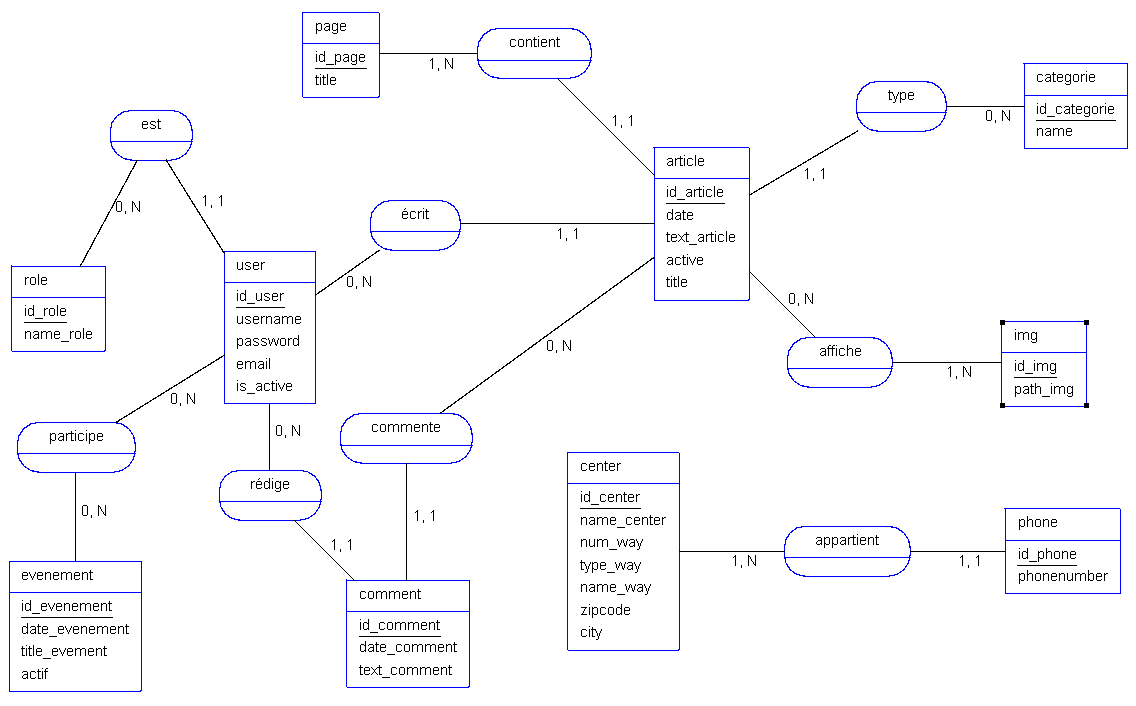 page
id_page
title
1, N
contient
1, 1
type
0, N
1, 1
categorie
id_categorie
name
est
0, N
1, 1
écrit
0, N
1, 1
article
id_article
date
text_article
active
title
role
id_role
name_role
user
id_user
username
password
email
is_active
0, N
affiche
1, N
img
id_img
path_img
0, N
participe
0, N
0, N
rédige
1, 1
commente
0, N
1, 1
evenement
id_evenement
date_evenement
title_evement
actif
comment
id_comment
date_comment
text_comment
center
id_center
name_center
num_way
type_way
name_way
zipcode
city
1, N
appartient
1, 1
phone
id_phone
phonenumber